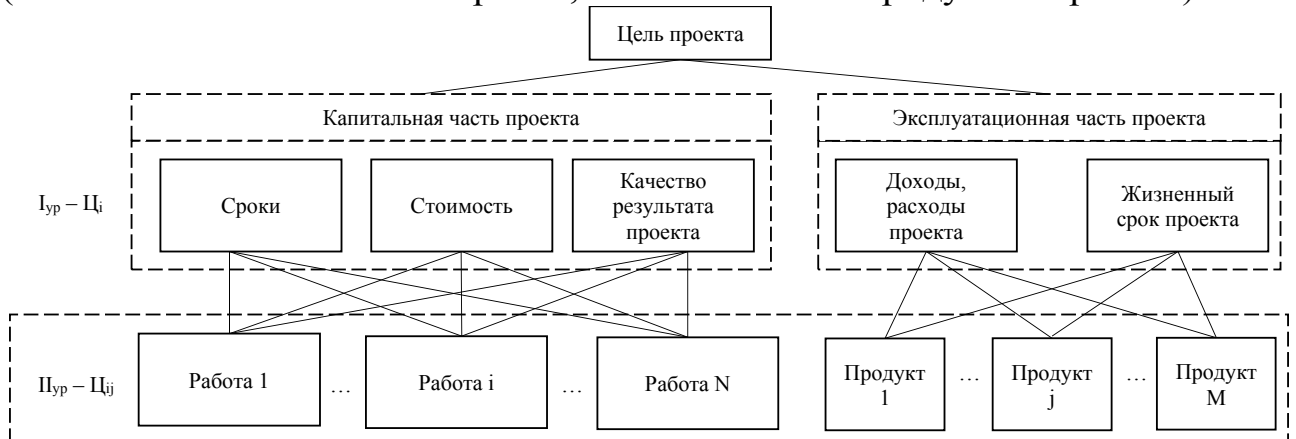 Цель проекта
Капитальная часть проекта
Эксплуатационная часть проекта
Iур – Цi
Сроки
Стоимость
Качество
результата
проекта
Доходы,
расходы
проекта
Жизненный
срок проекта
IIур – Цij
Работа 1
…
Работа i
…
Работа N
Продукт
1
…
Продукт
j
…
Продукт
M